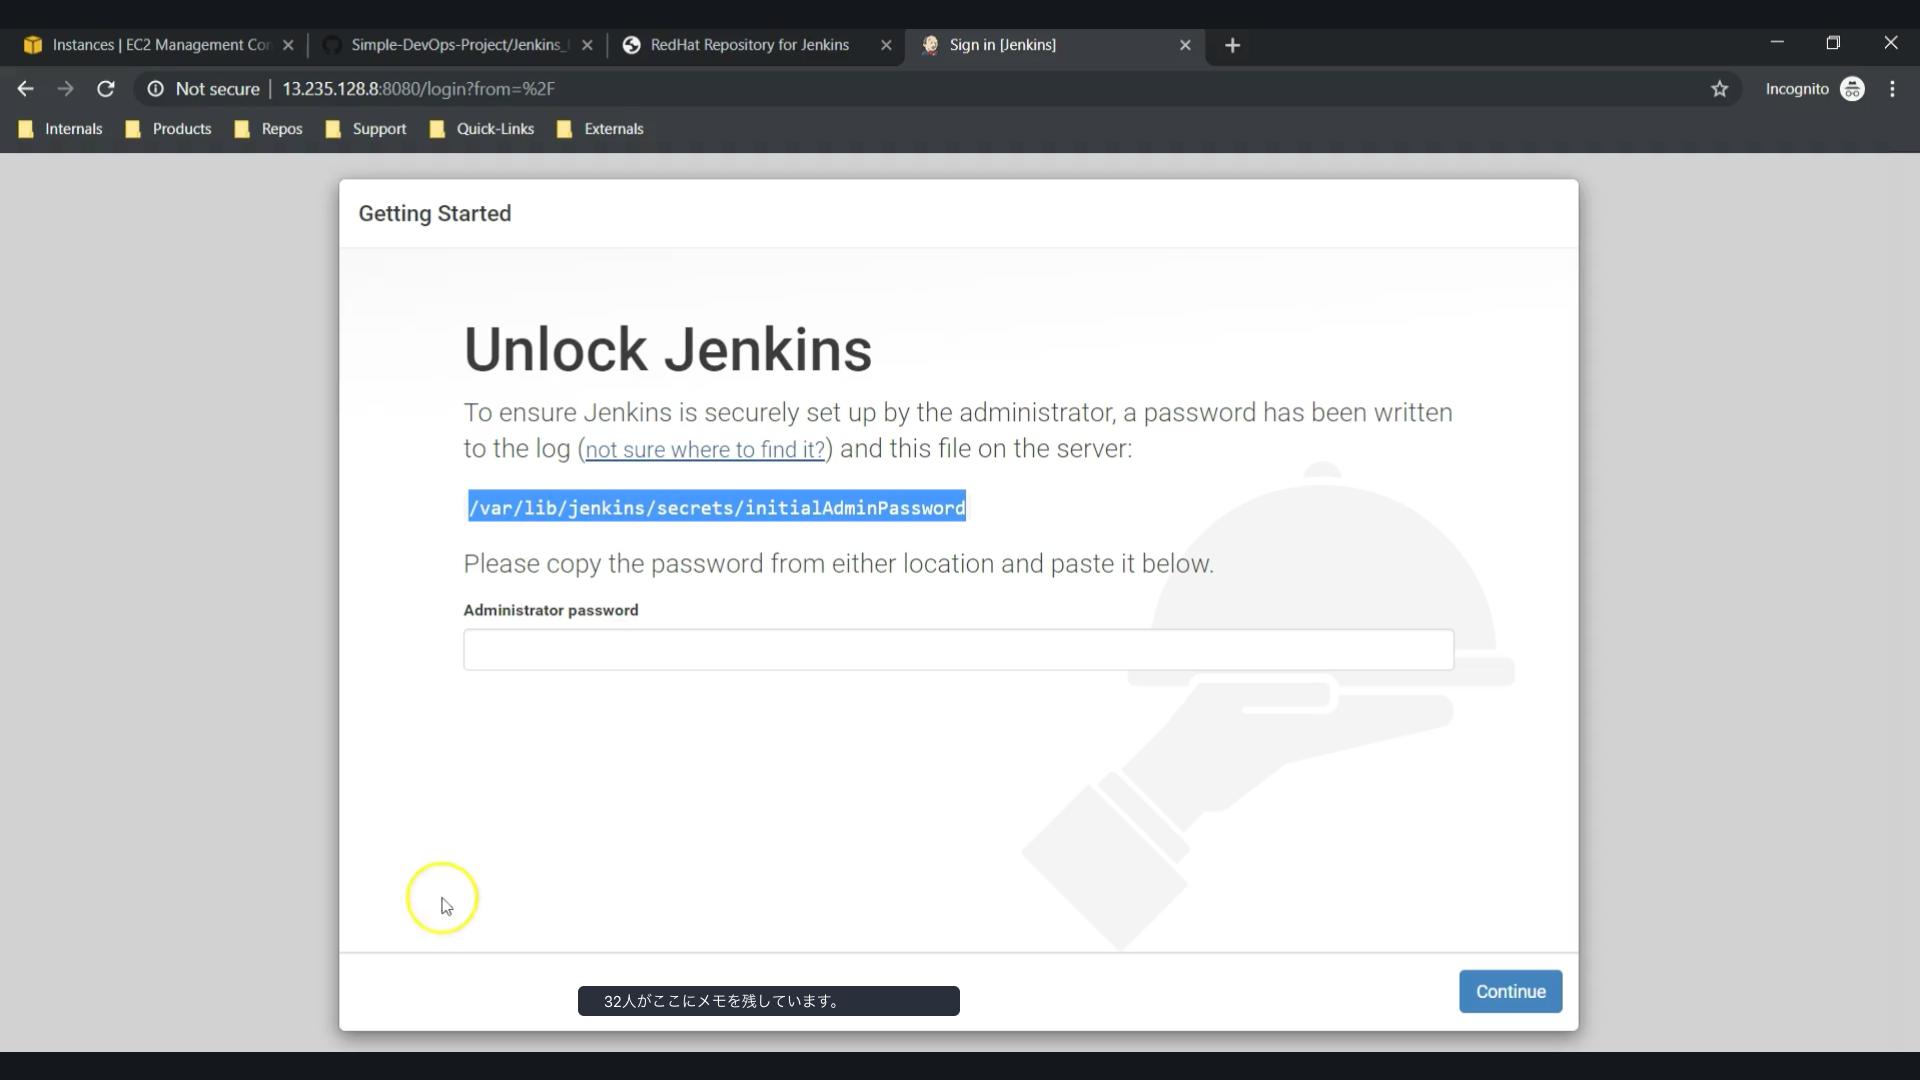 Instances | EC2 Management Con
Simple-DevOps-Project/Jenkins_
RedHat Repository for Jenkins
Sign in [Jenkins]
Not secure
13.235.128.8:8080/login?from=%2F
Incognito
Internals
Products
Repos
Support
Quick-Links
Externals
Getting Started
Unlock Jenkins
To ensure Jenkins is securely set up by the administrator, a password has been written
to the log (not sure where to find it?) and this file on the server:
/var/lib/jenkins/secrets/initialAdminPassword
Please copy the password from either location and paste it below.
Administrator password
32人がここにメモを残しています。
Continue